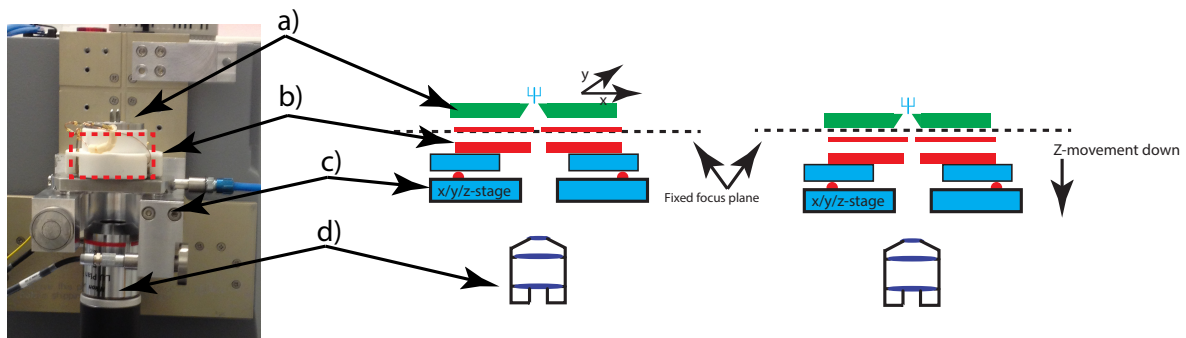 a)
b)
c)
d)
y
x
x/y/z-stage
Fixed focus plane
x/y/z-stage
Z-movement down